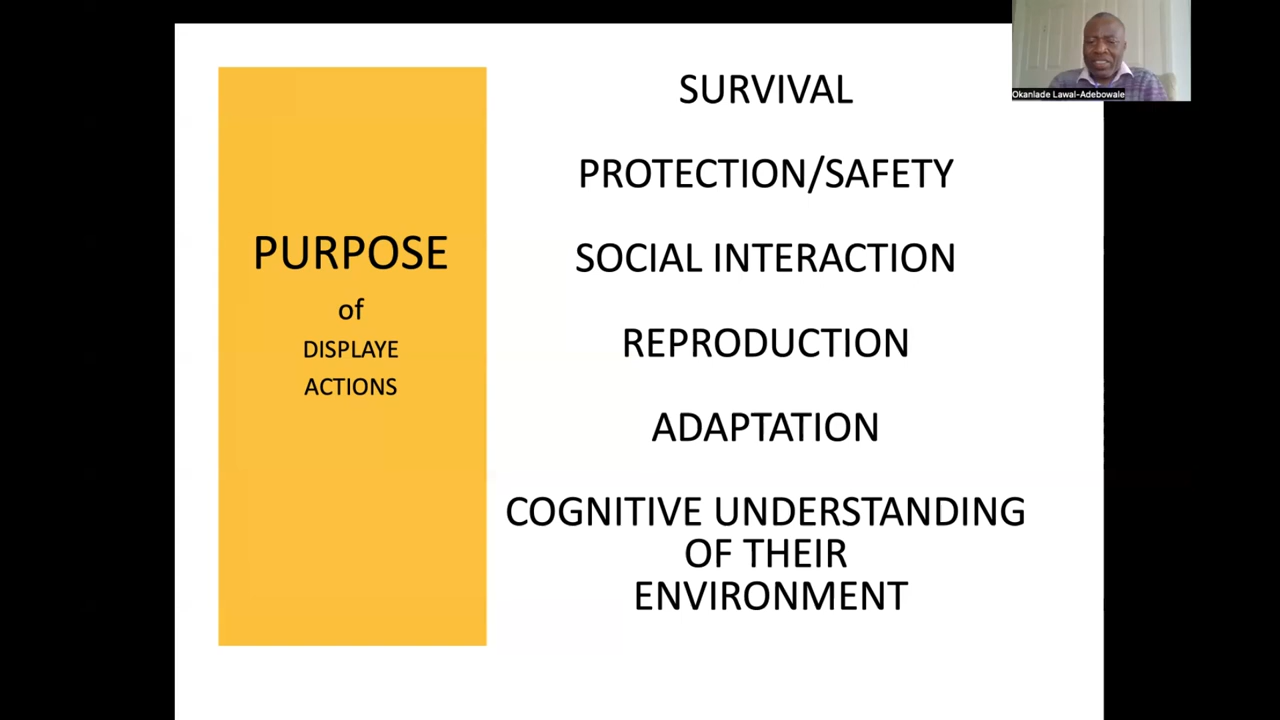 PURPOSE
of
DISPLAYE
ACTIONS
SURVIVAL
PROTECTION/SAFETY
SOCIAL INTERACTION
REPRODUCTION
ADAPTATION
COGNITIVE UNDERSTANDING
OF THEIR
ENVIRONMENT
Okanlade Lawal-Adebowale